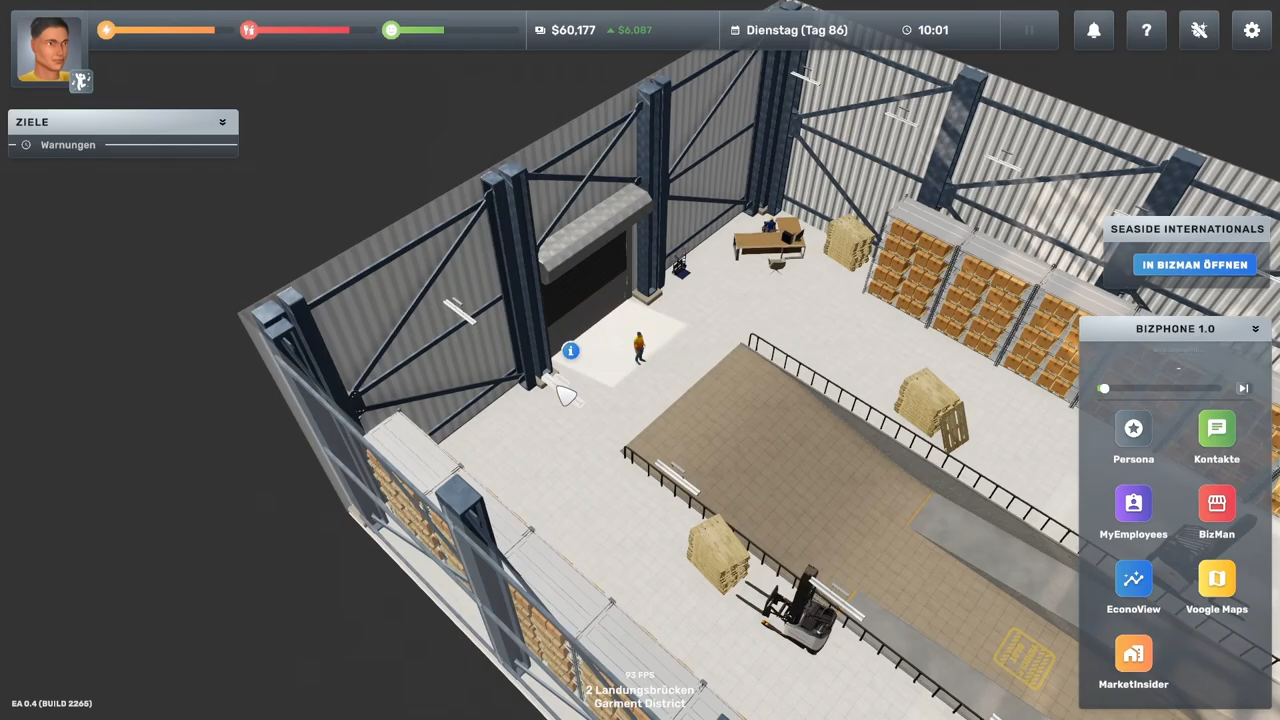 $60,177
$6,087
Dienstag (Tag 86)
10:01
ZIELE
Warnungen
SEASIDE INTERNATIONALS
IN BIZMAN ÖFFNEN
BIZPHONE 1.0
-
Persona
Kontakte
MyEmployees
BizMan
EconoView
Voogle Maps
MarketInsider
93 FPS
2 Landungsbrücken
Garment District
EA 0.4 (BUILD 2265)